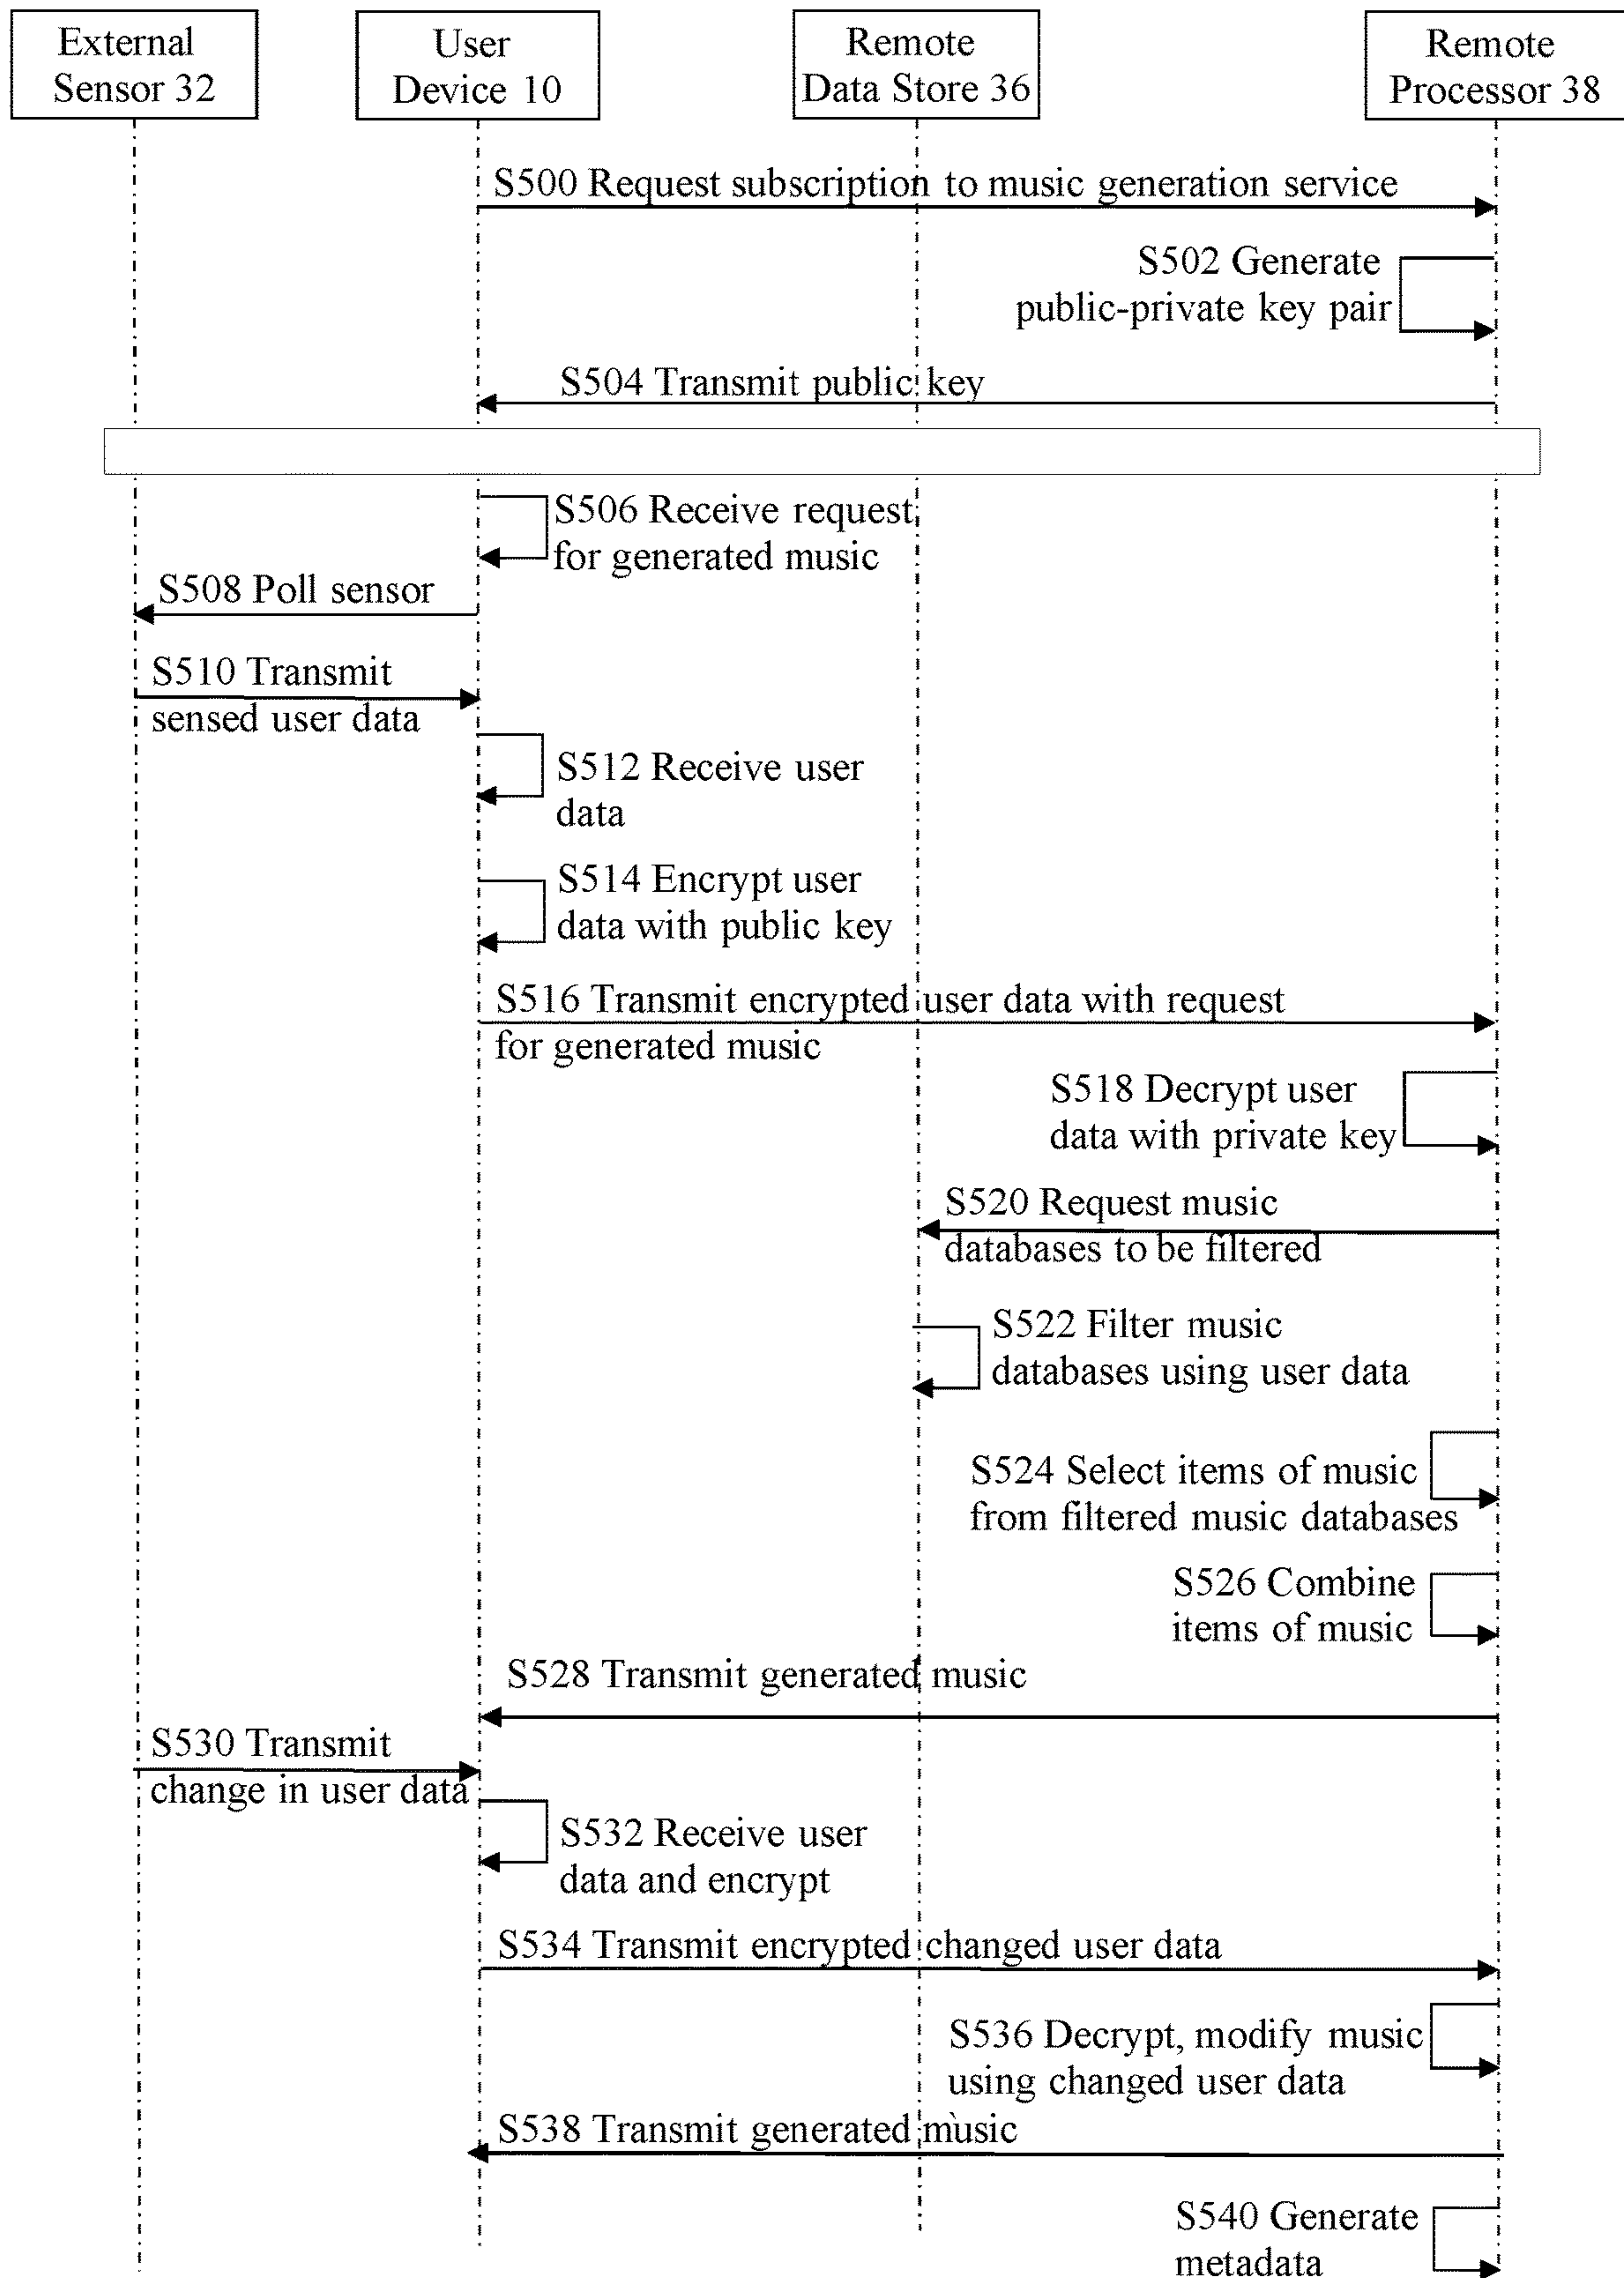 External
Sensor 32
User
Device 10
Remote
Data Store 36
Remote
Processor 38
S500 Request subscription to music generation service
S502 Generate
public-private key pair
S504 Transmit public key
S506 Receive request
for generated music
S508 Poll sensor
S510 Transmit
sensed user data
S512 Receive user
data
S514 Encrypt user
data with public key
S516 Transmit encrypted user data with request
for generated music
S518 Decrypt user
data with private key
S520 Request music
databases to be filtered
S522 Filter music
databases using user data
S524 Select items of music
from filtered music databases
S526 Combine
items of music
S528 Transmit generated music
S530 Transmit
change in user data
S532 Receive user
data and encrypt
S534 Transmit encrypted changed user data
S536 Decrypt, modify music
using changed user data
S538 Transmit generated music
S540 Generate
metadata